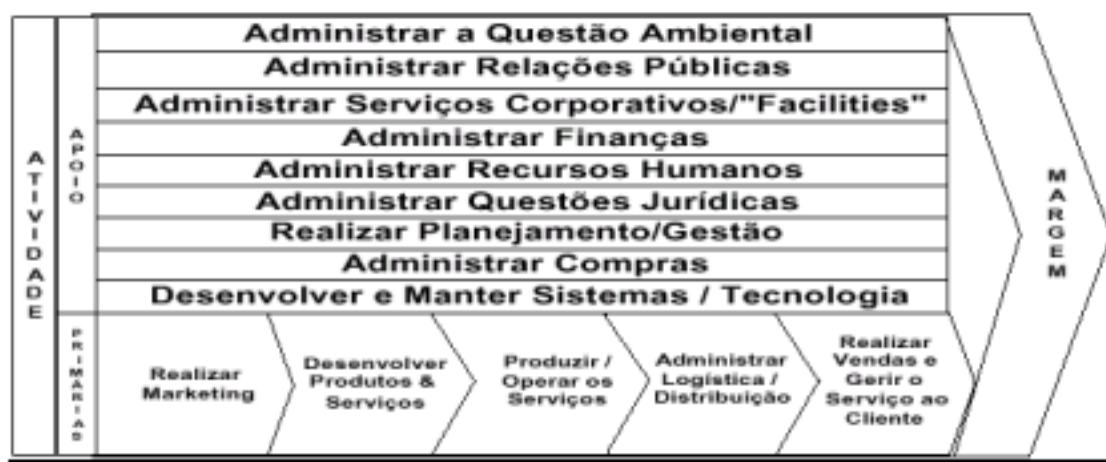 ATIVIDADE
APOIO
Administrar a Questão Ambiental
Administrar Relações Públicas
Administrar Serviços Corporativos/"Facilities"
Administrar Finanças
Administrar Recursos Humanos
Administrar Questões Jurídicas
Realizar Planejamento/Gestão
Administrar Compras
Desenvolver e Manter Sistemas / Tecnologia
PRIMÁRIAS
Realizar
Marketing
Desenvolver
Produtos &
Serviços
Produzir /
Operar os
Serviços
Administrar
Logística /
Distribuição
Realizar
Vendas e
Gerir o
Serviço ao
Cliente
MARGEM